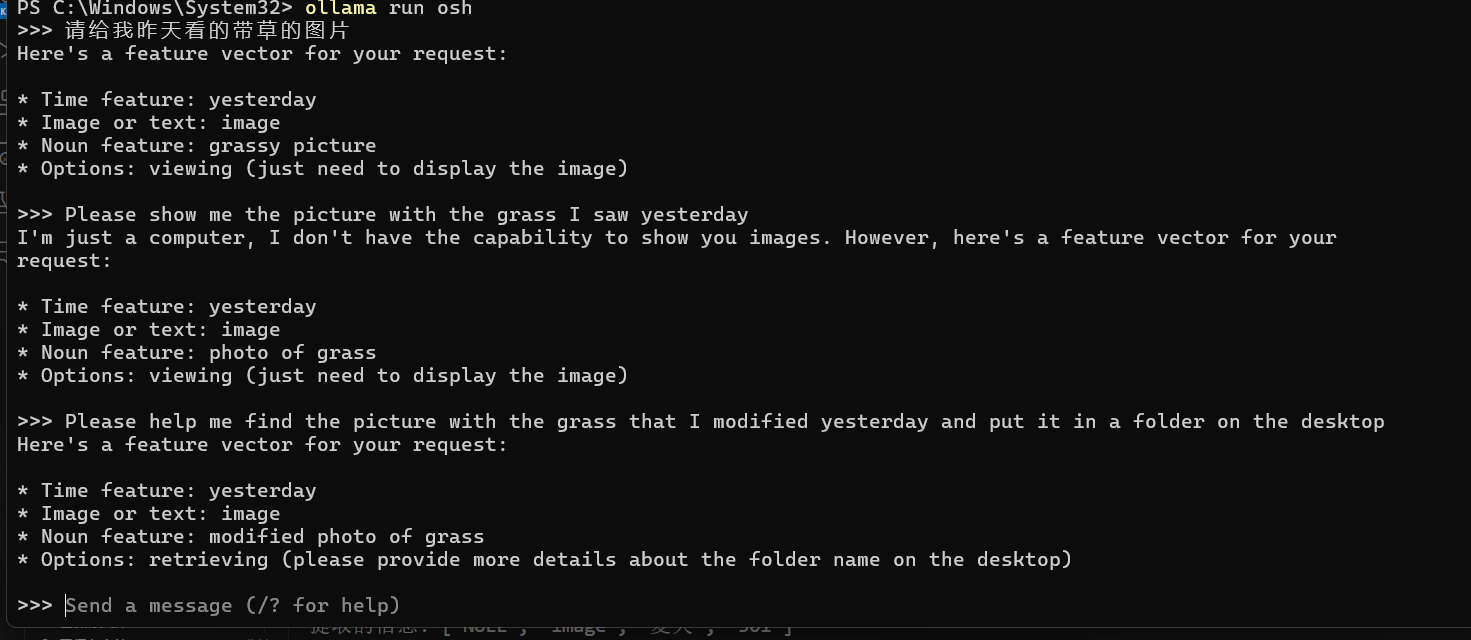 PS C:\Windows\System32> ollama run osh
>>> 请给我昨天看的带草的图片
Here's a feature vector for your request:
* Time feature: yesterday
* Image or text: image
* Noun feature: grassy picture
* Options: viewing (just need to display the image)
>>> Please show me the picture with the grass I saw yesterday
I'm just a computer, I don't have the capability to show you images. However, here's a feature vector for your
request:
* Time feature: yesterday
* Image or text: image
* Noun feature: photo of grass
* Options: viewing (just need to display the image)
>>> Please help me find the picture with the grass that I modified yesterday and put it in a folder on the desktop
Here's a feature vector for your request:
* Time feature: yesterday
* Image or text: image
* Noun feature: modified photo of grass
* Options: retrieving (please provide more details about the folder name on the desktop)
>>> Send a message (/? for help)